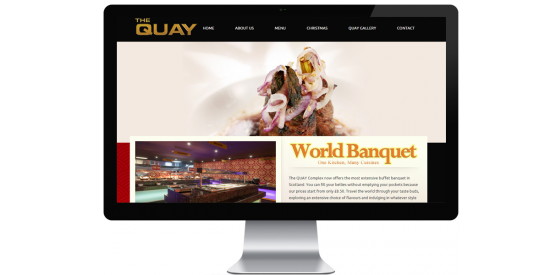 THE
QUAY
HOME ABOUT US MENU CHRISTMAS QUAY GALLERY CONTACT
World Banquet
One Kitchen, Many Cuisines
The QUAY Complex now offers the most extensive buffet banquet in
Scotland. You can fill your bellies without emptying your pockets because
our prices start from only £8.50. Travel the world through your taste buds,
exploring an extensive choice of flavours and indulging in whatever style